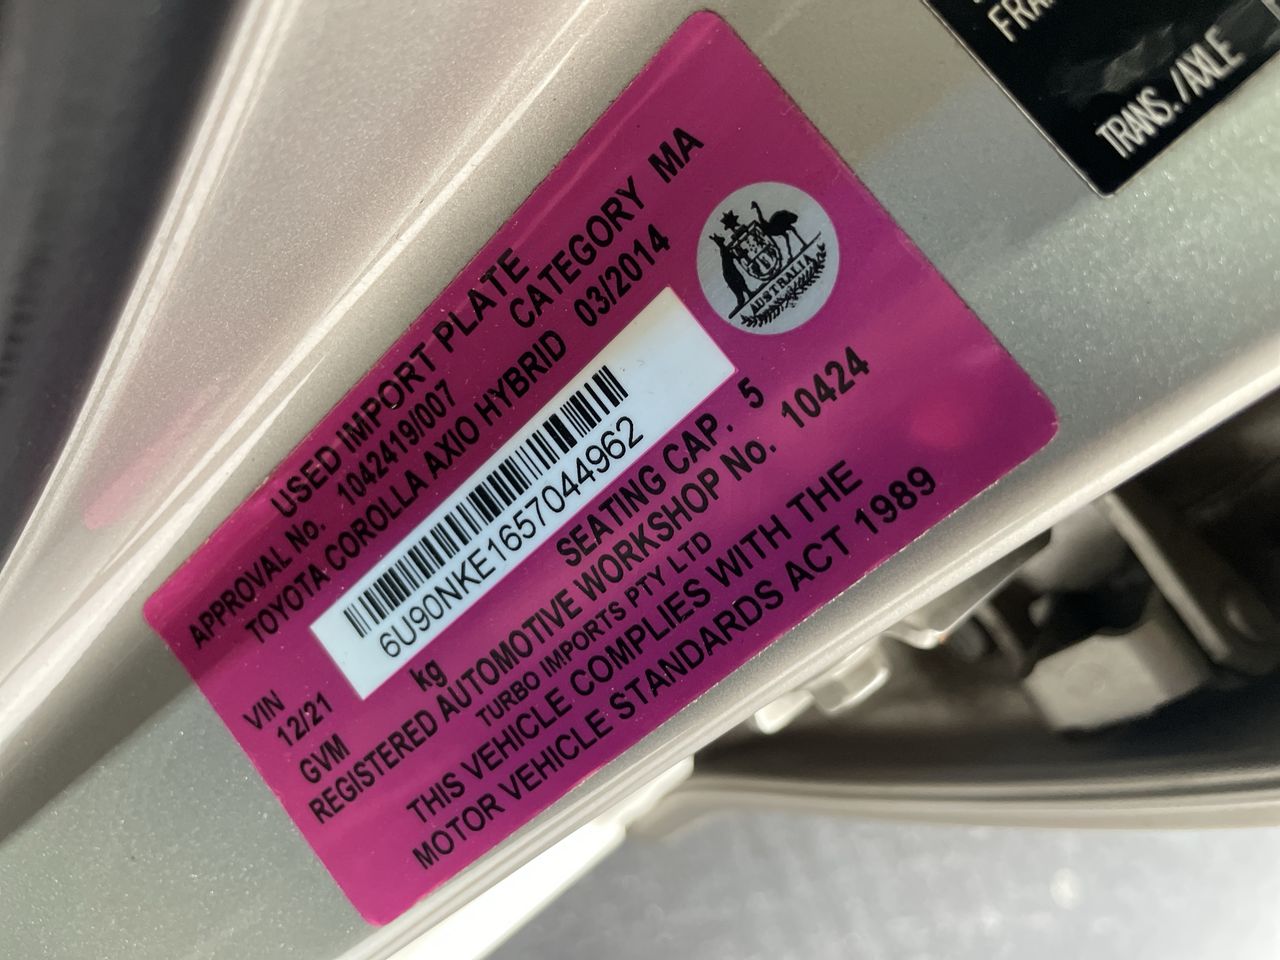 USED IMPORT PLATE
APPROVAL No. 1042419/007 CATEGORY MA
TOYOTA COROLLA AXIO HYBRID 03/2014
VIN 6U90NKE1657044962
12/21 SEATING CAP. 5
GVM kg
REGISTERED AUTOMOTIVE WORKSHOP No. 10424
TURBO IMPORTS PTY LTD
THIS VEHICLE COMPLIES WITH THE
MOTOR VEHICLE STANDARDS ACT 1989
AUSTRALIA
TRANS./AXLE